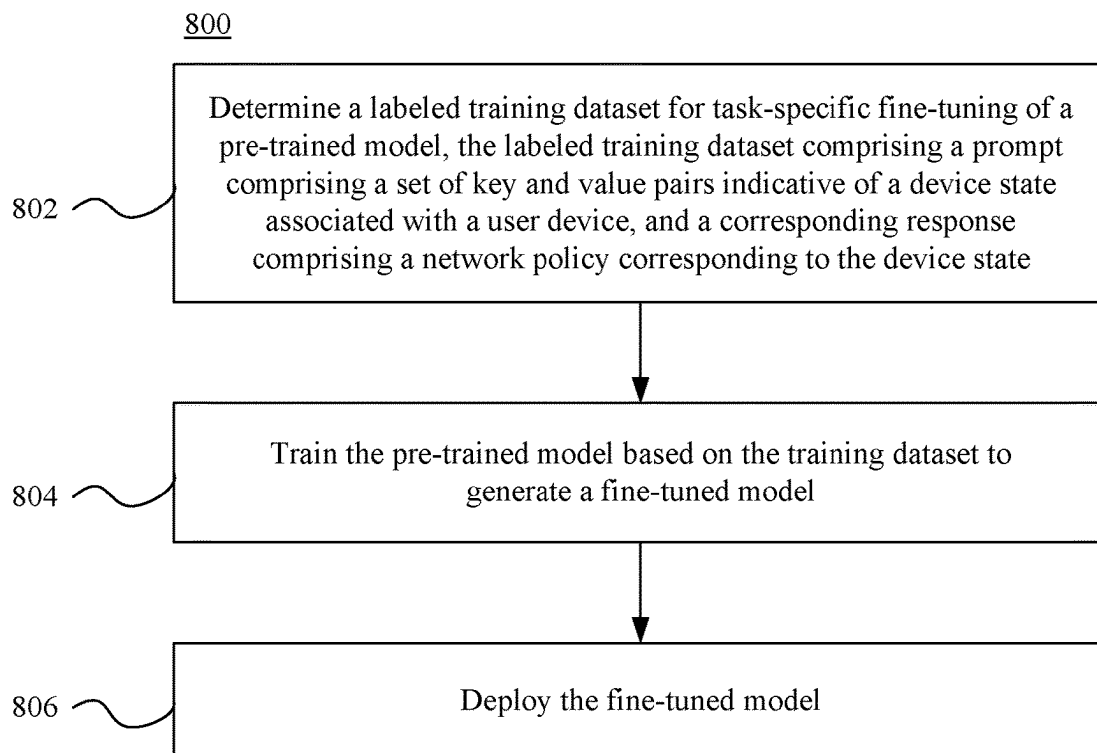 800
Determine a labeled training dataset for task-specific fine-tuning of a
pre-trained model, the labeled training dataset comprising a prompt
comprising a set of key and value pairs indicative of a device state
associated with a user device, and a corresponding response
comprising a network policy corresponding to the device state
802
Train the pre-trained model based on the training dataset to
generate a fine-tuned model
804
Deploy the fine-tuned model
806